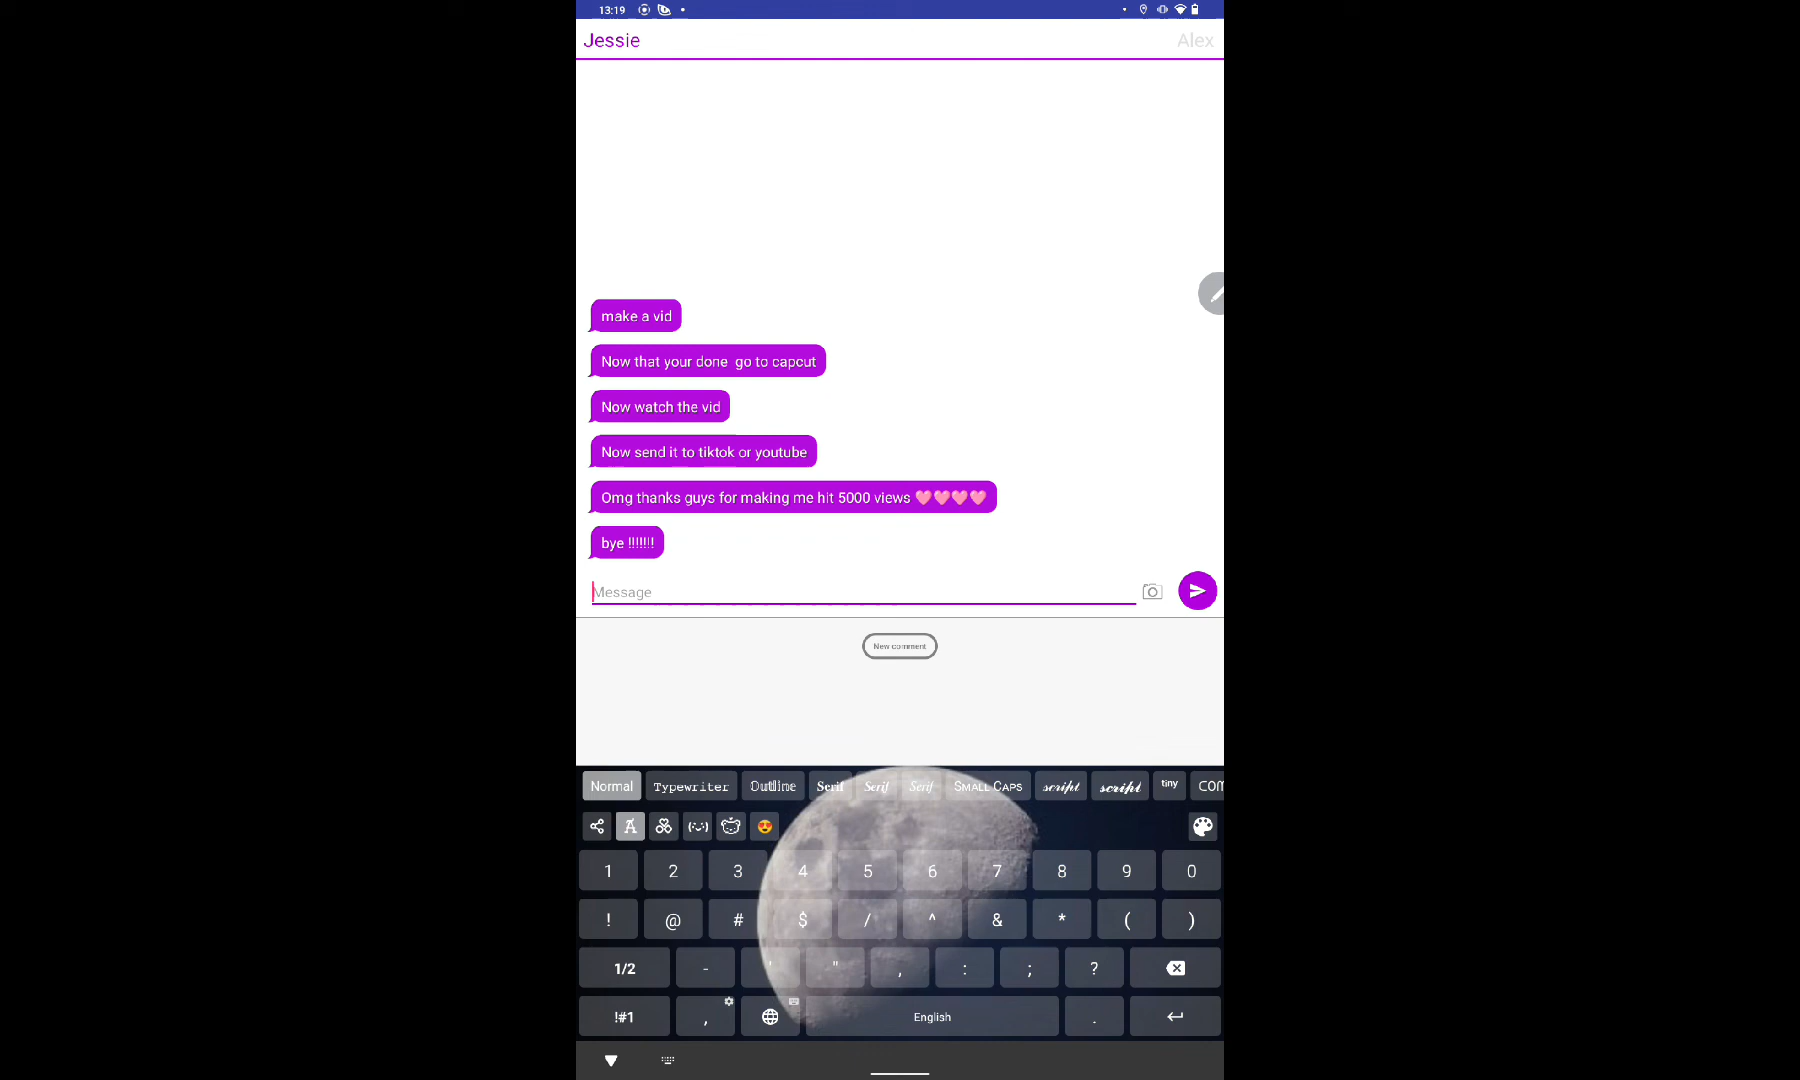 13:19
Jessie
Alex
make a vid
Now that your done  go to capcut
Now watch the vid
Now send it to tiktok or youtube
Omg thanks guys for making me hit 5000 views 🩷🩷🩷🩷
bye !!!!!!!
Message
New comment
Normal Typewriter Outline Serif Serif Serif Small Caps script script tiny com
1 2 3 4 5 6 7 8 9 0
! @ # $ / ^ & * ( )
1/2 - ' " , : ; ?
!#1 , English .